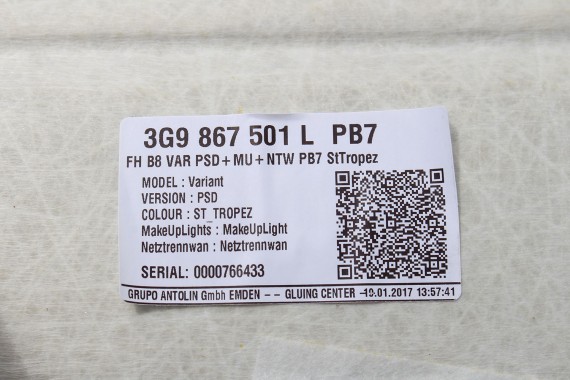 3G9 867 501 L PB7
FH B8 VAR PSD+MU+NTW PB7 StTropez
MODEL : Variant
VERSION : PSD
COLOUR : ST_TROPEZ
MakeUpLights : MakeUpLight
Netztrennwan : Netztrennwan
SERIAL: 0000766433
GRUPO ANTOLIN Gmbh EMDEN -- GLUING CENTER -19.01.2017 13:57:41